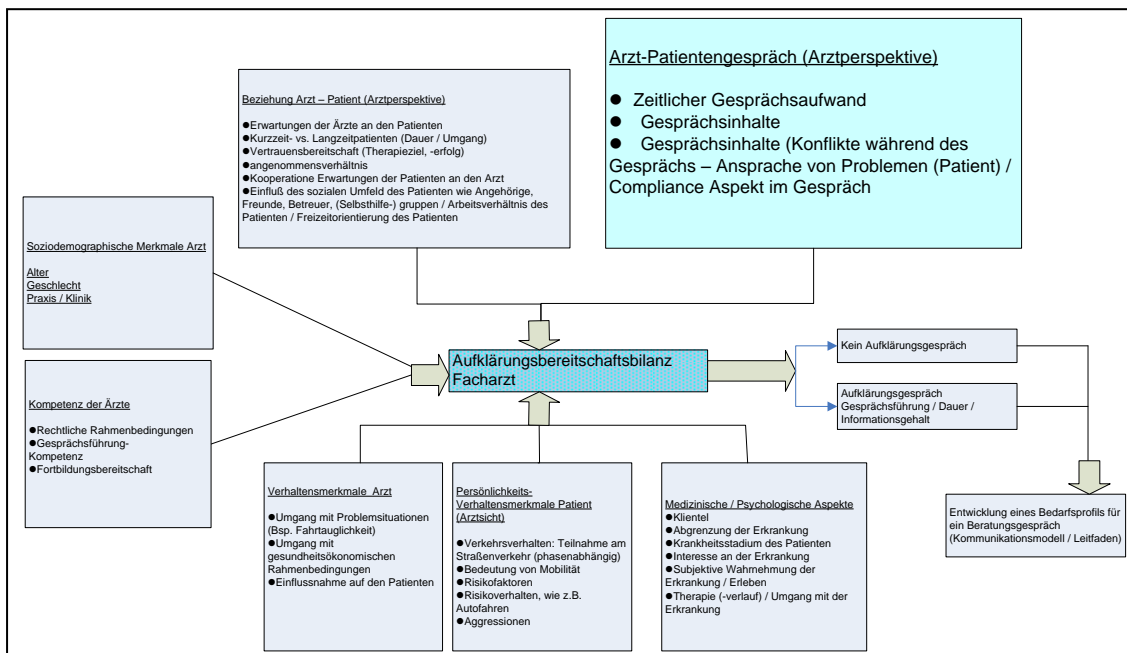 Arzt-Patientengespräch (Arztperspektive)
● Zeitlicher Gesprächsaufwand
● Gesprächsinhalte
● Gesprächsinhalte (Konflikte während des
Gesprächs – Ansprache von Problemen (Patient) /
Compliance Aspekt im Gespräch
Beziehung Arzt – Patient (Arztperspektive)
●Erwartungen der Ärzte an den Patienten
●Kurzzeit- vs. Langzeitpatienten (Dauer / Umgang)
●Vertrauensbereitschaft (Therapieziel, -erfolg)
●angenommensverhältnis
●Kooperatione Erwartungen der Patienten an den Arzt
●Einfluß des sozialen Umfeld des Patienten wie Angehörige,
Freunde, Betreuer, (Selbsthilfe-) gruppen / Arbeitsverhältnis des
Patienten / Freizeitorientierung des Patienten
Soziodemographische Merkmale Arzt
Alter
Geschlecht
Praxis / Klinik
Kompetenz der Ärzte
●Rechtliche Rahmenbedingungen
●Gesprächsführung-
Kompetenz
●Fortbildungsbereitschaft
Aufklärungsbereitschaftsbilanz
Facharzt
Kein Aufklärungsgespräch
Aufklärungsgespräch
Gesprächsführung / Dauer /
Informationsgehalt
Verhaltensmerkmale Arzt
●Umgang mit Problemsituationen
(Bsp. Fahrtauglichkeit)
●Umgang mit
gesundheitsökonomischen
Rahmenbedingungen
●Einflussnahme auf den Patienten
Persönlichkeits-
Verhaltensmerkmale Patient
(Arztsicht)
●Verkehrsverhalten: Teilnahme am
Straßenverkehr (phasenabhängig)
●Bedeutung von Mobilität
●Risikofaktoren
●Risikoverhalten, wie z.B.
Autofahren
●Aggressionen
Medizinische / Psychologische Aspekte
●Klientel
●Abgrenzung der Erkrankung
●Krankheitsstadium des Patienten
●Interesse an der Erkrankung
●Subjektive Wahrnehmung der
Erkrankung / Erleben
●Therapie (-verlauf) / Umgang mit der
Erkrankung
Entwicklung eines Bedarfsprofils für
ein Beratungsgespräch
(Kommunikationsmodell / Leitfaden)